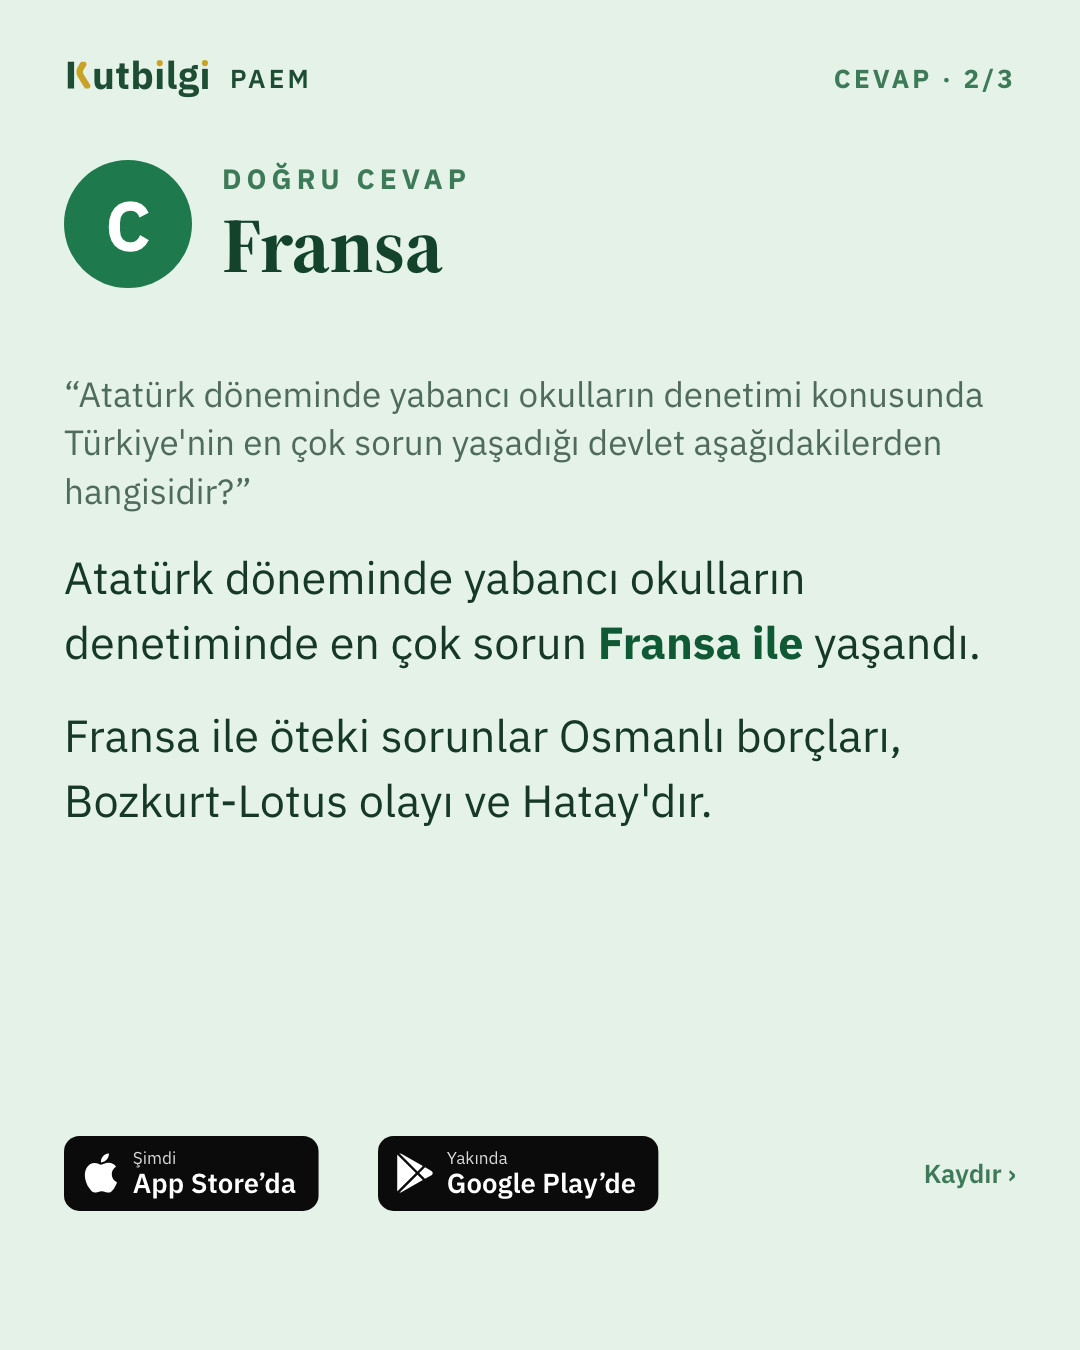 Kutbilgi PAEM
CEVAP · 2/3
C
DOĞRU CEVAP
Fransa
“Atatürk döneminde yabancı okulların denetimi konusunda
Türkiye'nin en çok sorun yaşadığı devlet aşağıdakilerden
hangisidir?”
Atatürk döneminde yabancı okulların
denetiminde en çok sorun Fransa ile yaşandı.
Fransa ile öteki sorunlar Osmanlı borçları,
Bozkurt-Lotus olayı ve Hatay'dır.
Şimdi
App Store’da
Yakında
Google Play’de
Kaydır ›